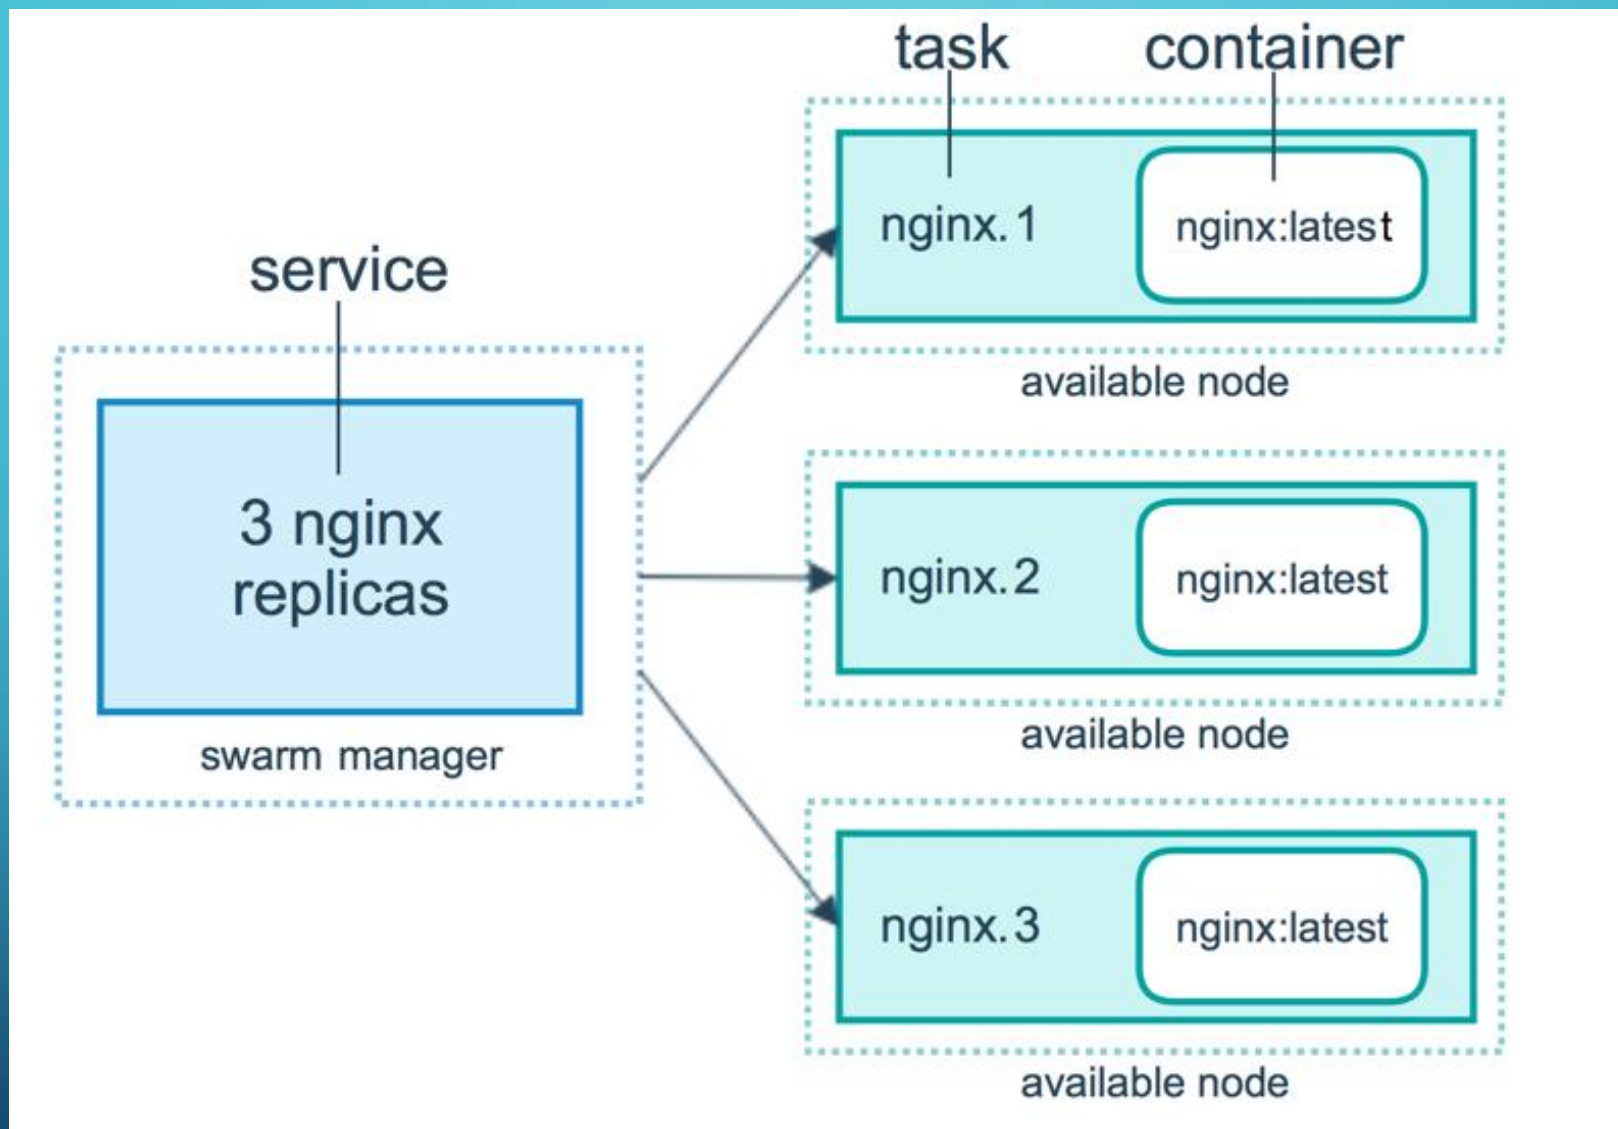 task
container
service
3 nginx
replicas
swarm manager
nginx.1
nginx:latest
available node
nginx.2
nginx:latest
available node
nginx.3
nginx:latest
available node